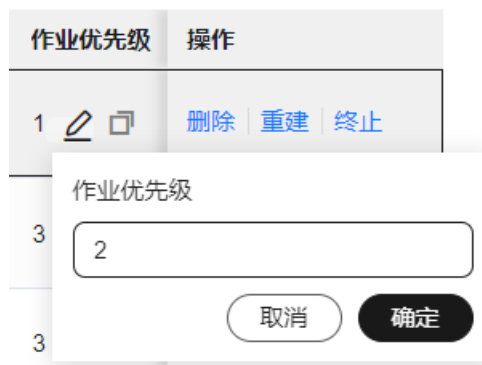 作业优先级 操作
1 删除 重建 终止
作业优先级
3
2
取消 确定
3